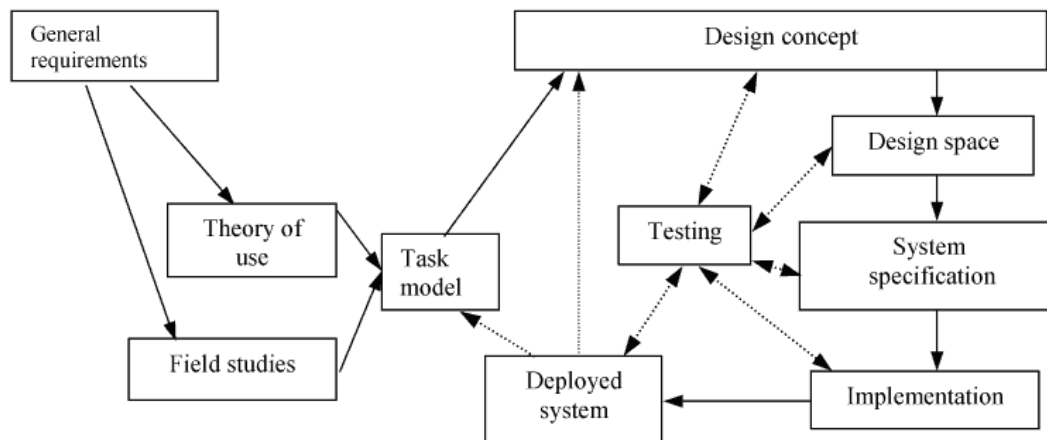 General
requirements
Design concept
Design space
Theory of
use
Testing
Task
model
System
specification
Field studies
Deployed
system
Implementation